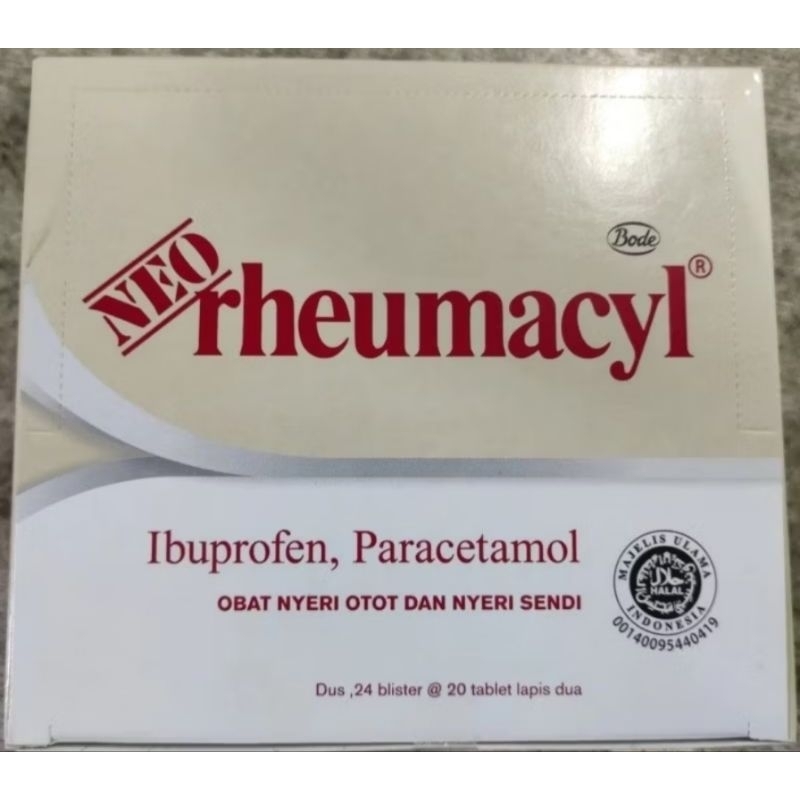 Bode
NEO rheumacyl®
Ibuprofen, Paracetamol
OBAT NYERI OTOT DAN NYERI SENDI
MAJELIS ULAMA
حلال
HALAL
INDONESIA
00140095440419
Dus ,24 blister @ 20 tablet lapis dua